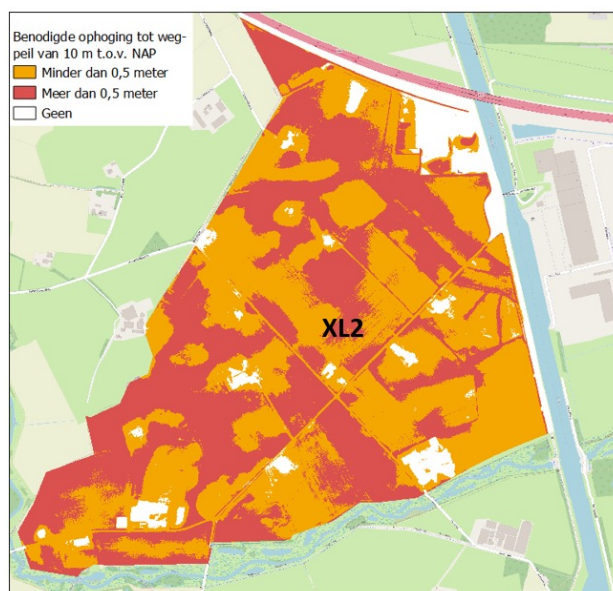 Benodigde ophoging tot weg-
peil van 10 m t.o.v. NAP
Minder dan 0,5 meter
Meer dan 0,5 meter
Geen
XL2